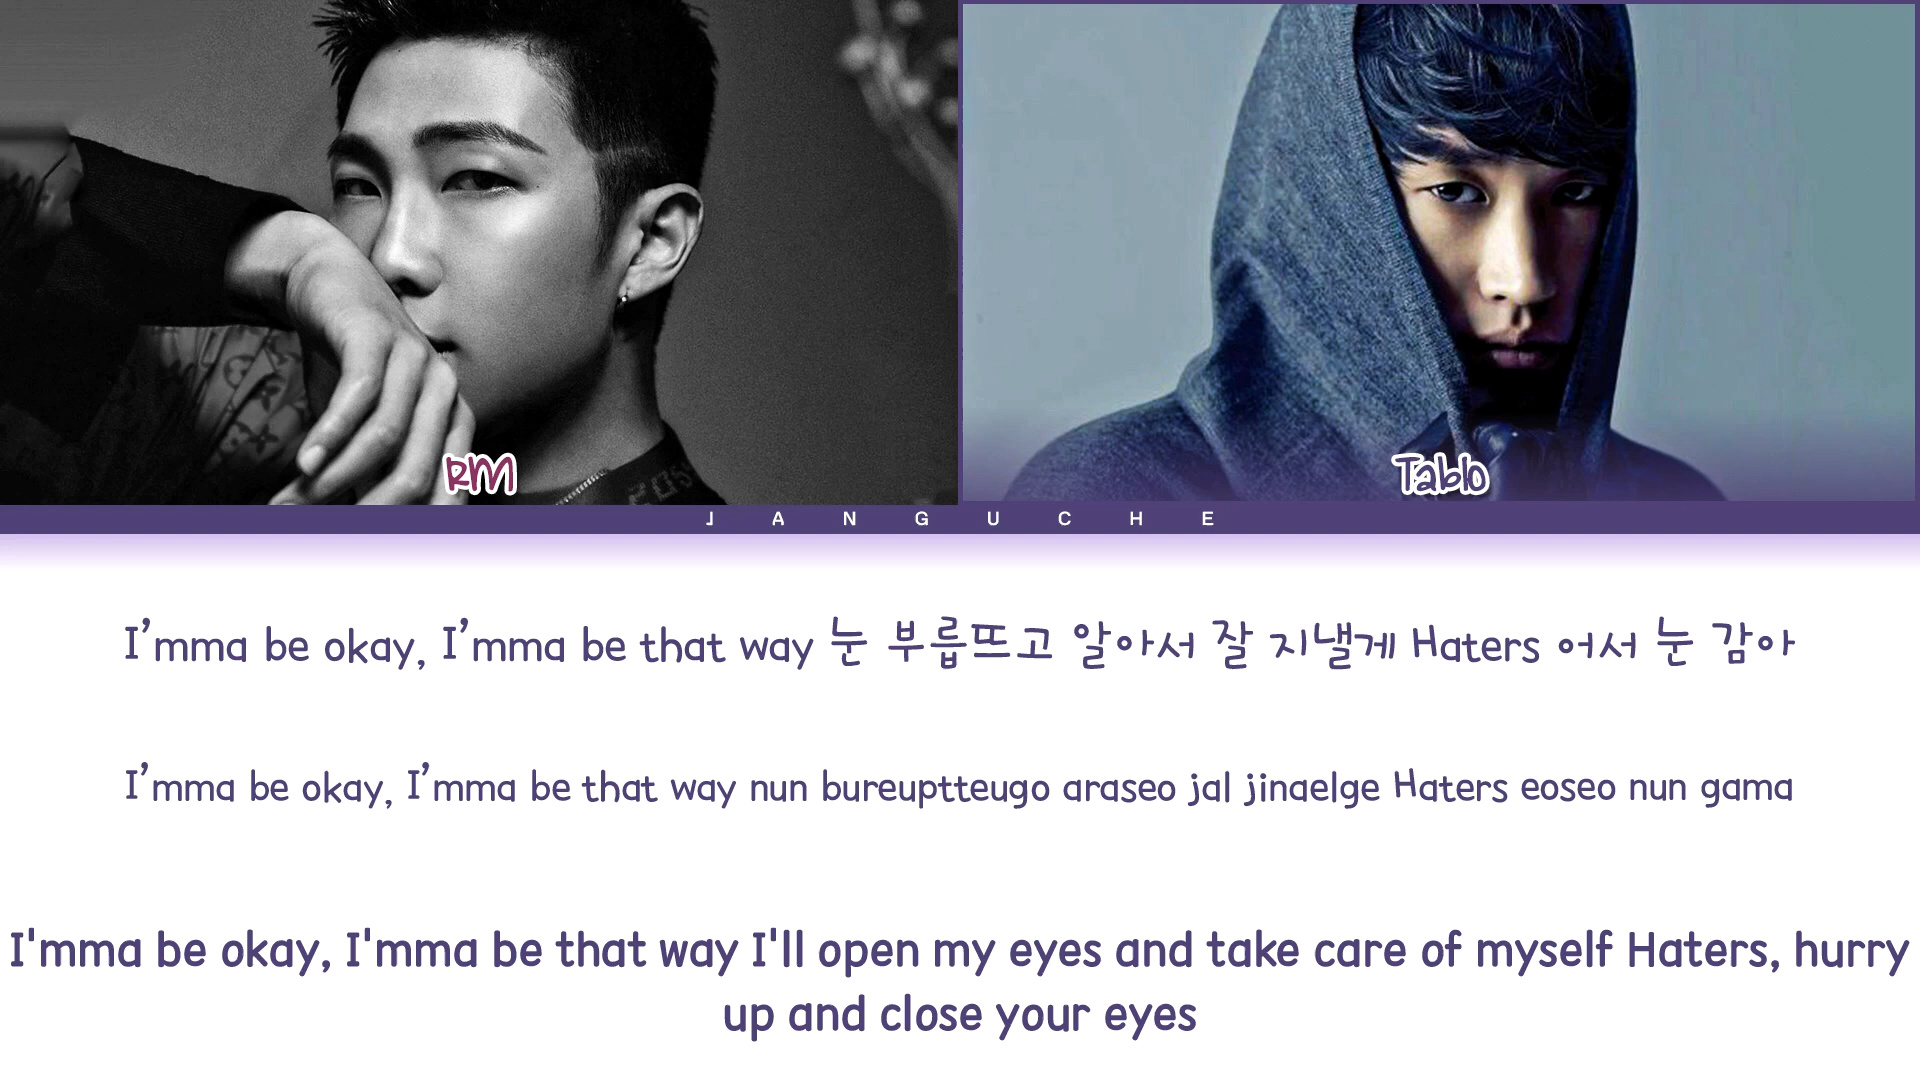 RM
Tablo
J A N G U C H E
I’mma be okay, I’mma be that way 눈 부릅뜨고 알아서 잘 지낼게 Haters 어서 눈 감아
I’mma be okay, I’mma be that way nun bureuptteugo araseo jal jinaelge Haters eoseo nun gama
I'mma be okay, I'mma be that way I'll open my eyes and take care of myself Haters, hurry
up and close your eyes